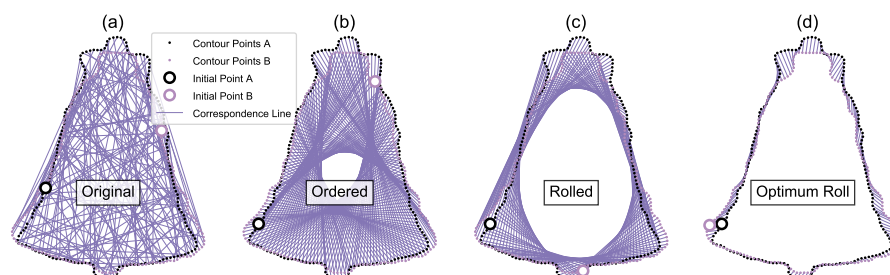 (a)
(b)
(c)
(d)
Contour Points A
Contour Points B
Initial Point A
Initial Point B
Correspondence Line
Original
Ordered
Rolled
Optimum Roll